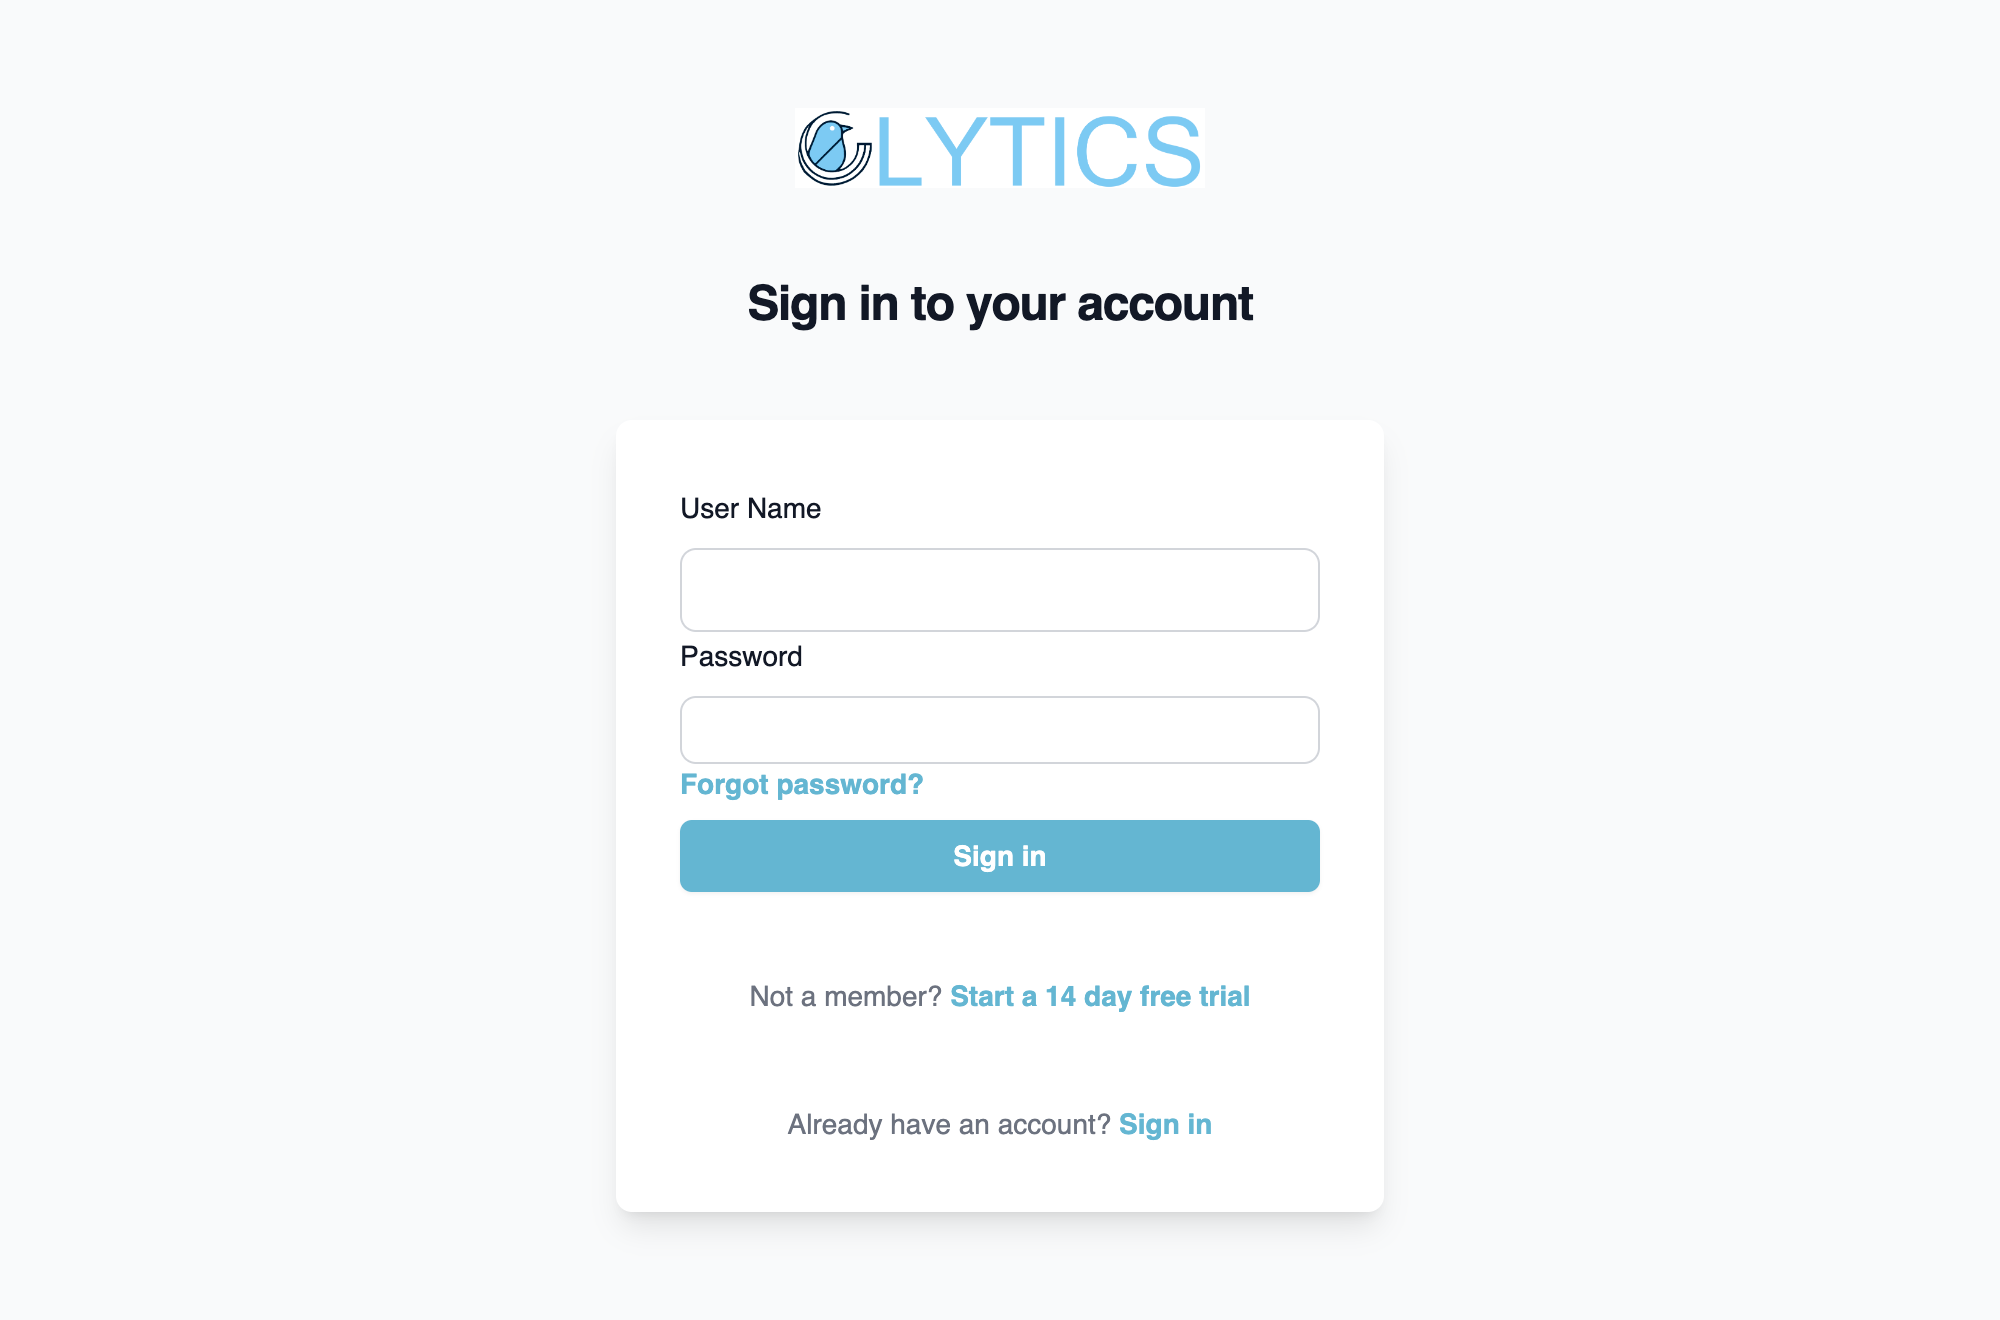 LYTICS
Sign in to your account
User Name
Password
Forgot password?
Sign in
Not a member? Start a 14 day free trial
Already have an account? Sign in